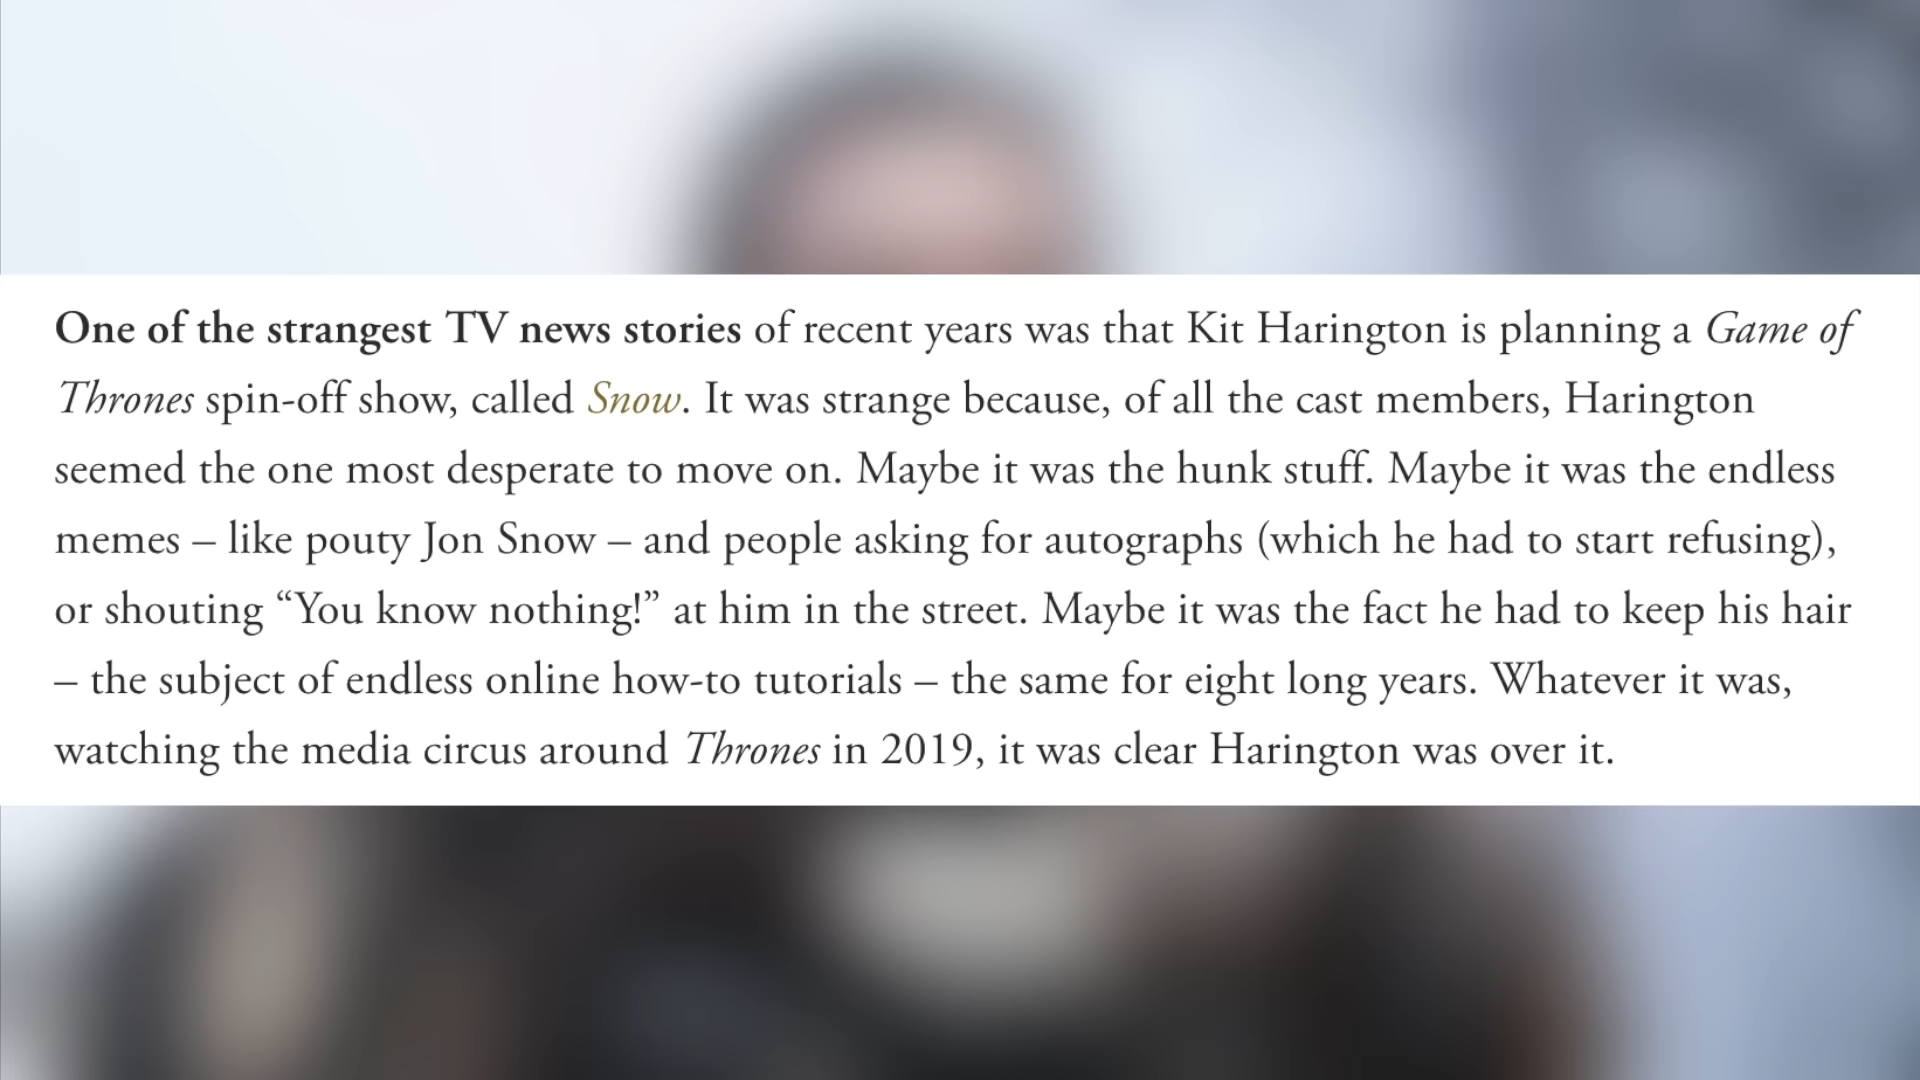 One of the strangest TV news stories of recent years was that Kit Harington is planning a Game of
Thrones spin-off show, called Snow. It was strange because, of all the cast members, Harington
seemed the one most desperate to move on. Maybe it was the hunk stuff. Maybe it was the endless
memes – like pouty Jon Snow – and people asking for autographs (which he had to start refusing),
or shouting “You know nothing!” at him in the street. Maybe it was the fact he had to keep his hair
– the subject of endless online how-to tutorials – the same for eight long years. Whatever it was,
watching the media circus around Thrones in 2019, it was clear Harington was over it.